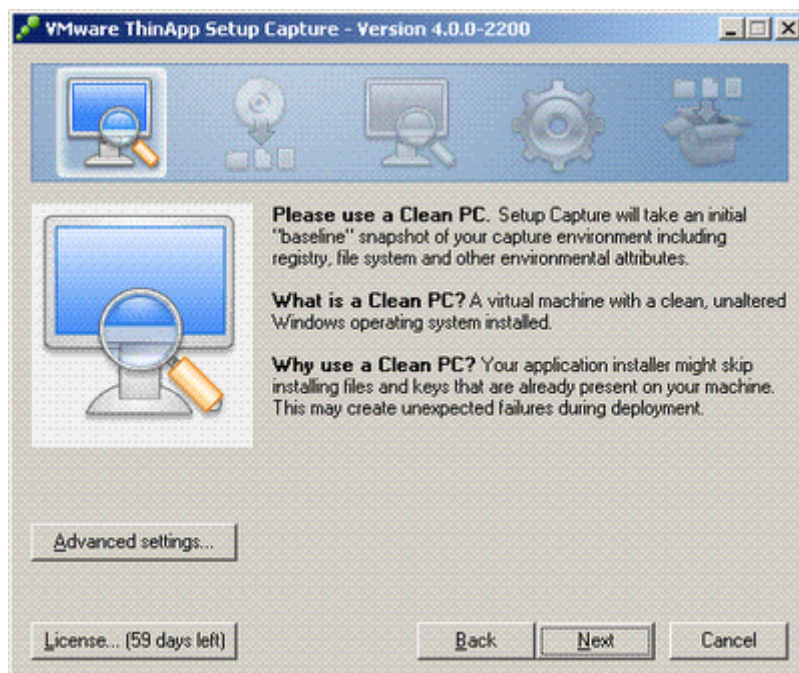 VMware ThinApp Setup Capture - Version 4.0.0-2200
Please use a Clean PC. Setup Capture will take an initial
"baseline" snapshot of your capture environment including
registry, file system and other environmental attributes.
What is a Clean PC? A virtual machine with a clean, unaltered
Windows operating system installed.
Why use a Clean PC? Your application installer might skip
installing files and keys that are already present on your machine.
This may create unexpected failures during deployment.
Advanced settings...
License... (59 days left)
Back
Next
Cancel